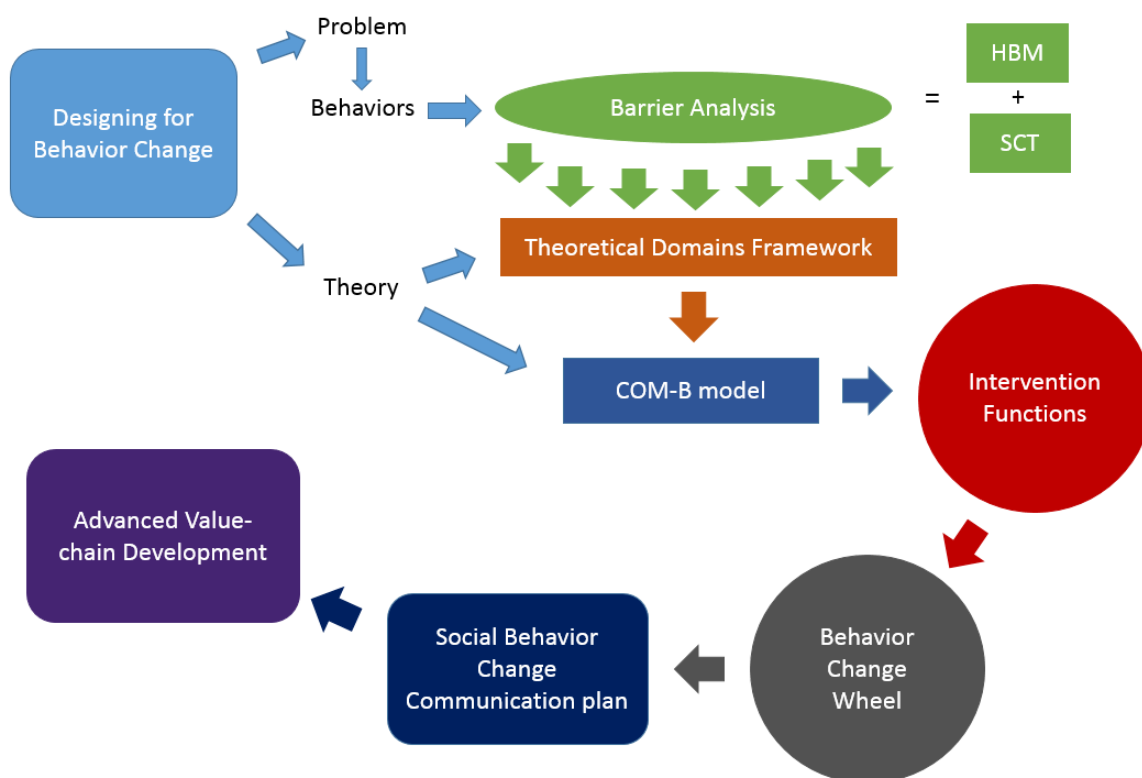 Problem
Designing for
Behavior Change
Behaviors
Barrier Analysis
=
HBM
+
SCT
Theory
Theoretical Domains Framework
COM-B model
Intervention
Functions
Advanced Value-
chain Development
Social Behavior
Change
Communication plan
Behavior
Change
Wheel